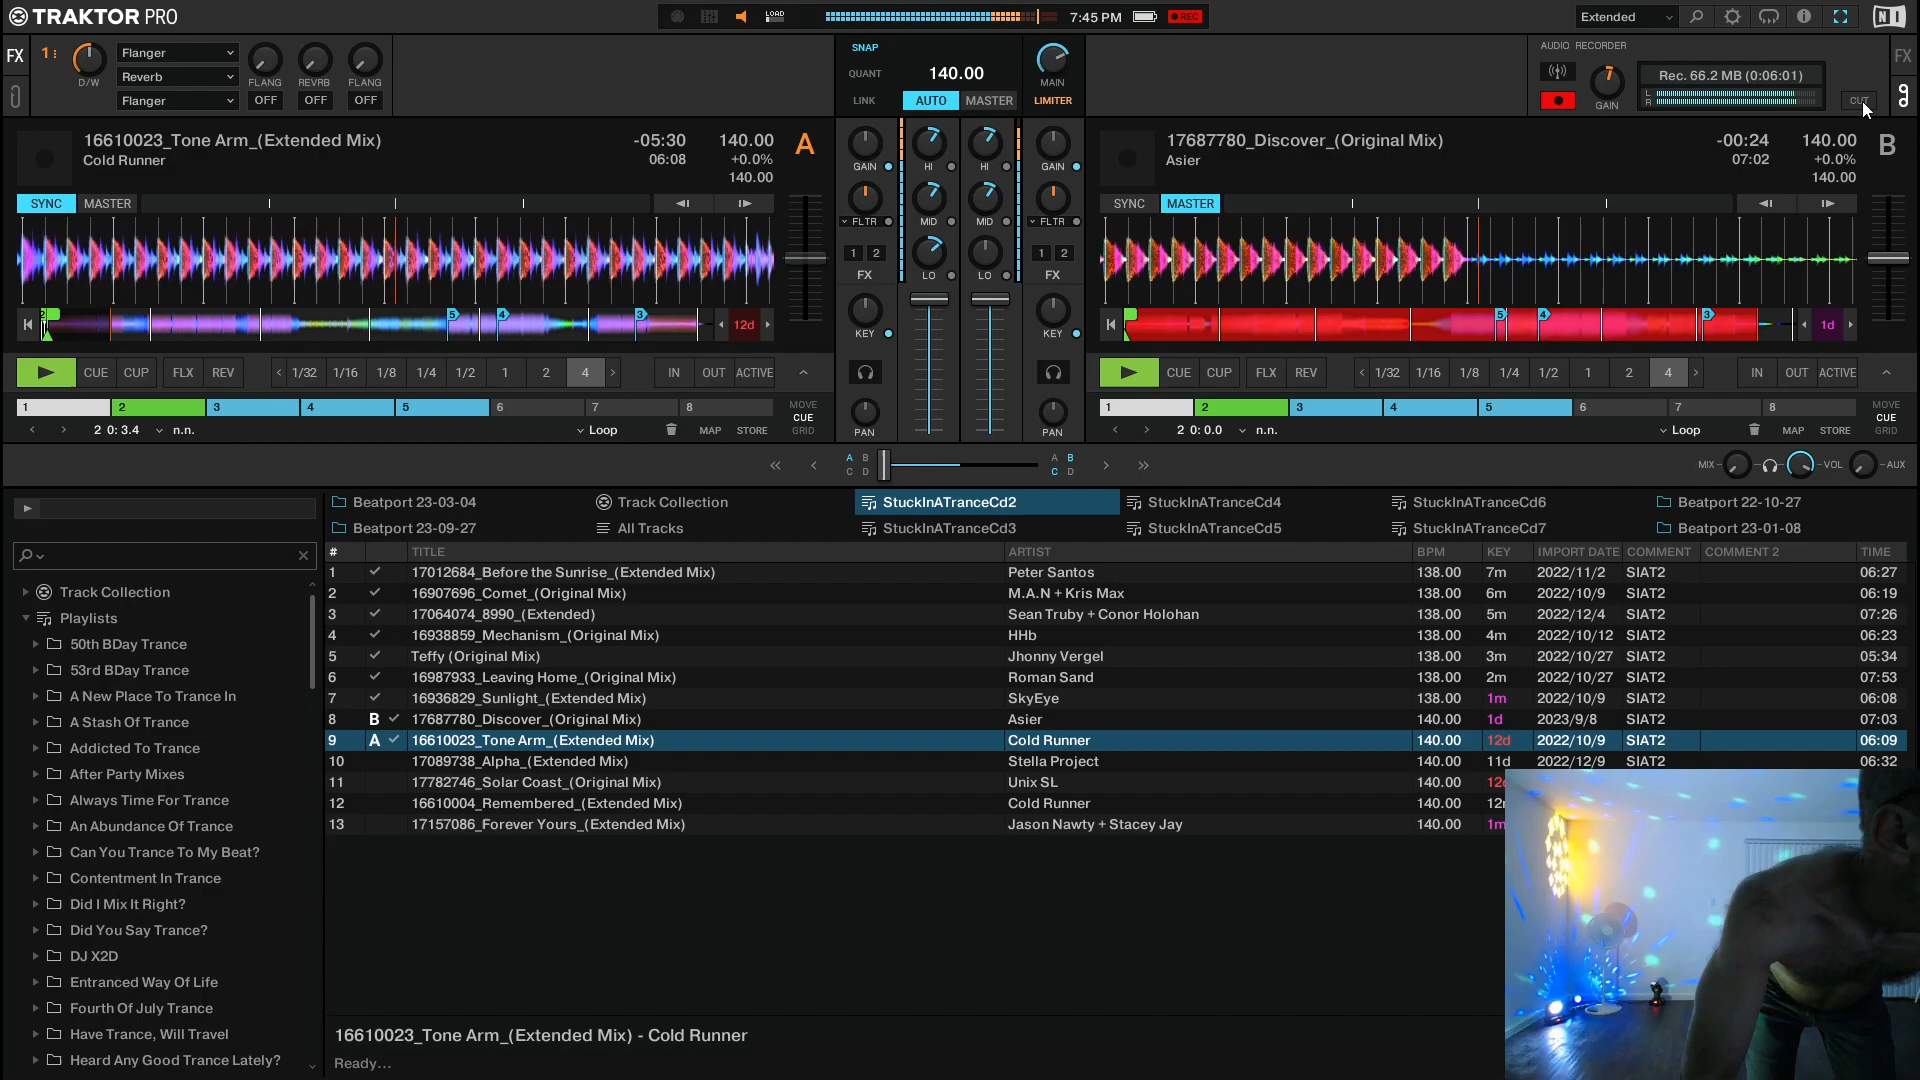 TRAKTOR PRO
LOAD
7:45 PM
REC
Extended
FX
1
D/W
Flanger
Reverb
Flanger
FLANG REVRB FLANG
OFF OFF OFF
SNAP
QUANT 140.00
LINK AUTO MASTER
MAIN
LIMITER
AUDIO RECORDER
GAIN
Rec. 66.2 MB (0:06:01)
L
R
CUT
FX
16610023_Tone Arm_(Extended Mix) -05:30 140.00 A
Cold Runner 06:08 +0.0%
140.00
SYNC MASTER
5 4 3 12d
CUE CUP FLX REV 1/32 1/16 1/8 1/4 1/2 1 2 4 IN OUT ACTIVE
1 2 3 4 5 6 7 8 MOVE
CUE
GRID
2 0: 3.4 n.n. Loop MAP STORE
GAIN HI HI GAIN
FLTR MID MID FLTR
1 2 1 2
FX LO LO FX
KEY KEY
PAN PAN
17687780_Discover_(Original Mix) -00:24 140.00 B
Asier 07:02 +0.0%
140.00
SYNC MASTER
5 4 3 1d
CUE CUP FLX REV 1/32 1/16 1/8 1/4 1/2 1 2 4 IN OUT ACTIVE
1 2 3 4 5 6 7 8 MOVE
CUE
GRID
2 0: 0.0 n.n. Loop MAP STORE
A B A B
C D C D
MIX VOL AUX
Beatport 23-03-04 Track Collection StuckInATranceCd2 StuckInATranceCd4 StuckInATranceCd6 Beatport 22-10-27
Beatport 23-09-27 All Tracks StuckInATranceCd3 StuckInATranceCd5 StuckInATranceCd7 Beatport 23-01-08
# TITLE ARTIST BPM KEY IMPORT DATE COMMENT COMMENT 2 TIME
1 17012684_Before the Sunrise_(Extended Mix) Peter Santos 138.00 7m 2022/11/2 SIAT2 06:27
2 16907696_Comet_(Original Mix) M.A.N + Kris Max 138.00 6m 2022/10/9 SIAT2 06:19
3 17064074_8990_(Extended) Sean Truby + Conor Holohan 138.00 5m 2022/12/4 SIAT2 07:26
4 16938859_Mechanism_(Original Mix) HHb 138.00 4m 2022/10/12 SIAT2 06:23
5 Teffy (Original Mix) Jhonny Vergel 138.00 3m 2022/10/27 SIAT2 05:34
6 16987933_Leaving Home_(Original Mix) Roman Sand 138.00 2m 2022/10/27 SIAT2 07:53
7 16936829_Sunlight_(Extended Mix) SkyEye 138.00 1m 2022/10/9 SIAT2 06:08
8 B 17687780_Discover_(Original Mix) Asier 140.00 1d 2023/9/8 SIAT2 07:03
9 A 16610023_Tone Arm_(Extended Mix) Cold Runner 140.00 12d 2022/10/9 SIAT2 06:09
10 17089738_Alpha_(Extended Mix) Stella Project 140.00 11d 2022/12/9 SIAT2 06:32
11 17782746_Solar Coast_(Original Mix) Unix SL 140.00
12 16610004_Remembered_(Extended Mix) Cold Runner 140.00
13 17157086_Forever Yours_(Extended Mix) Jason Nawty + Stacey Jay 140.00
Track Collection
Playlists
50th BDay Trance
53rd BDay Trance
A New Place To Trance In
A Stash Of Trance
Addicted To Trance
After Party Mixes
Always Time For Trance
An Abundance Of Trance
Can You Trance To My Beat?
Contentment In Trance
Did I Mix It Right?
Did You Say Trance?
DJ X2D
Entranced Way Of Life
Fourth Of July Trance
Have Trance, Will Travel
Heard Any Good Trance Lately?
16610023_Tone Arm_(Extended Mix) - Cold Runner
Ready...